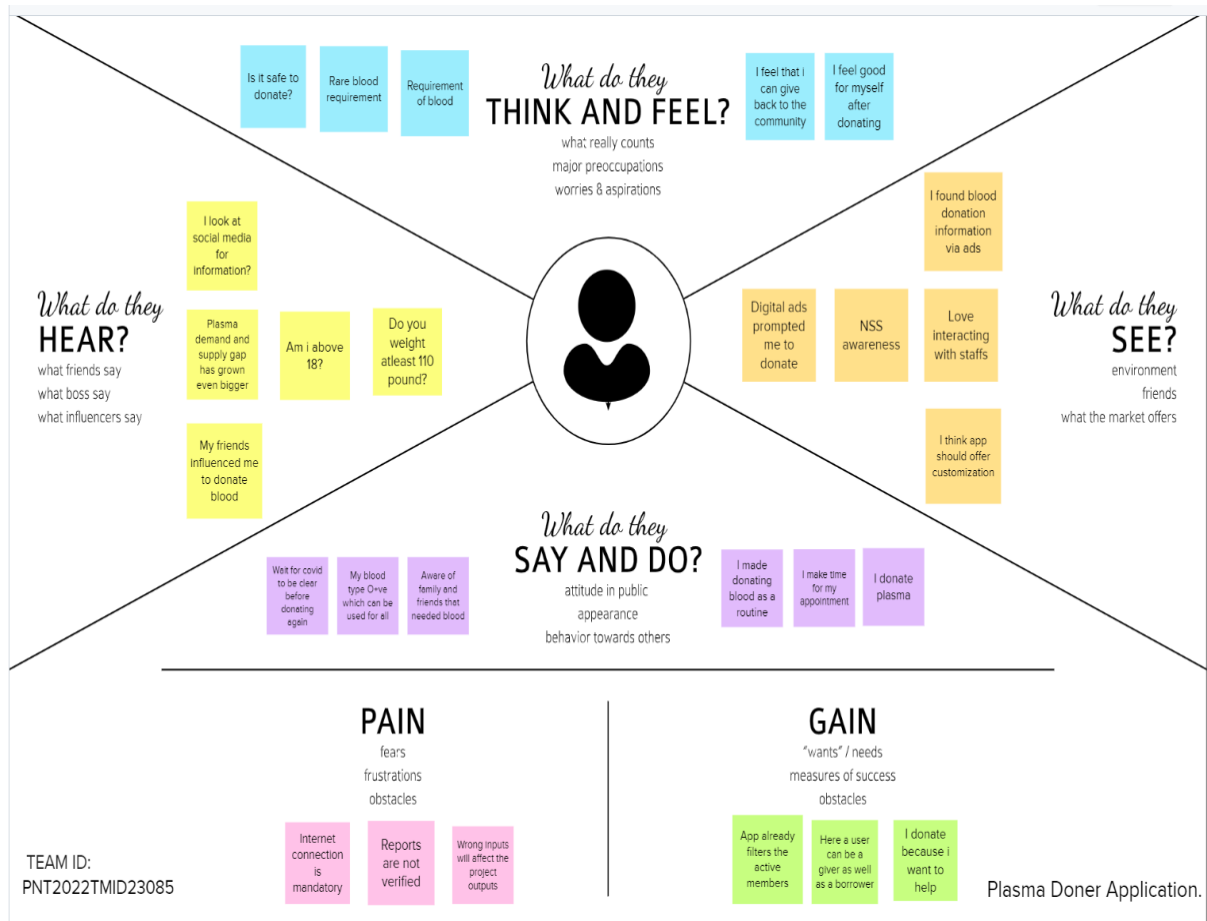 What do they
THINK AND FEEL?
what really counts
major preoccupations
worries & aspirations
Is it safe to
donate?
Rare blood
requirement
Requirement
of blood
I feel that i
can give
back to the
community
I feel good
for myself
after
donating
What do they
HEAR?
what friends say
what boss say
what influencers say
I look at
social media
for
information?
Plasma
demand and
supply gap
has grown
even bigger
Am i above
18?
Do you
weight
atleast 110
pound?
My friends
influenced me
to donate
blood
What do they
SEE?
environment
friends
what the market offers
I found blood
donation
information
via ads
Digital ads
prompted
me to
donate
NSS
awareness
Love
interacting
with staffs
I think app
should offer
customization
What do they
SAY AND DO?
attitude in public
appearance
behavior towards others
Wait for covid
to be clear
before
donating
again
My blood
type O+ve
which can be
used for all
Aware of
family and
friends that
needed blood
I made
donating
blood as a
routine
I make time
for my
appointment
I donate
plasma
PAIN
fears
frustrations
obstacles
Internet
connection
is
mandatory
Reports
are not
verified
Wrong inputs
will affect the
project
outputs
GAIN
"wants" / needs
measures of success
obstacles
App already
filters the
active
members
Here a user
can be a
giver as well
as a borrower
I donate
because i
want to
help
TEAM ID:
PNT2022TMID23085
Plasma Doner Application.